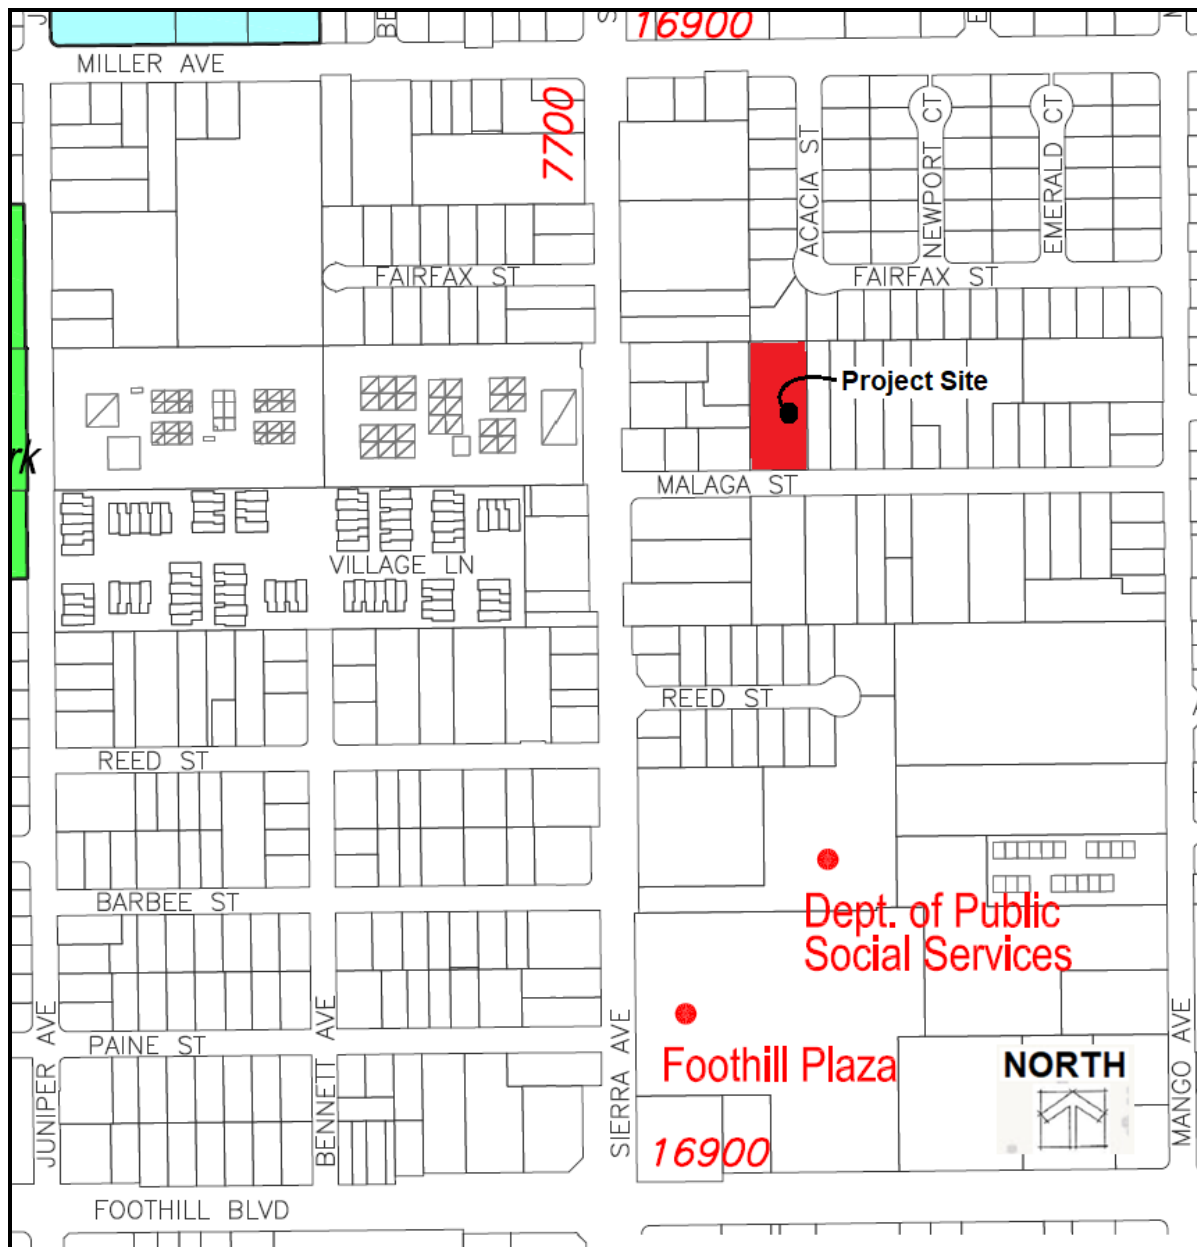 16900
MILLER AVE
7700
ACACIA ST
NEWPORT CT
EMERALD CT
FAIRFAX ST
FAIRFAX ST
Project Site
rk
MALAGA ST
VILLAGE LN
REED ST
REED ST
BARBEE ST
Dept. of Public
Social Services
JUNIPER AVE
BENNETT AVE
SIERRA AVE
MANGO AVE
PAINE ST
Foothill Plaza
NORTH
16900
FOOTHILL BLVD